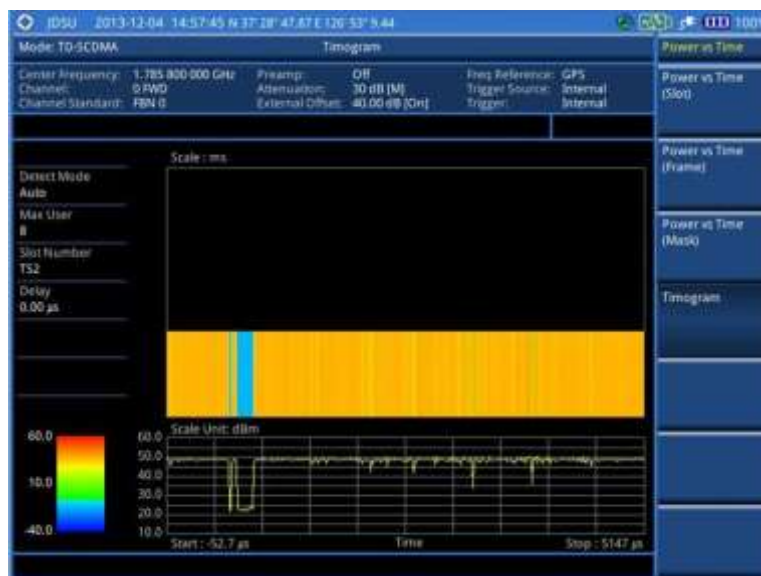 JDSU 2013-12-04 14:57:45 N 37° 28' 47.87 E 126° 53' 9.44 100%
Mode: TD-SCDMA Timogram
Power vs Time
Center Frequency: 1.785 800 000 GHz Preamp: Off Freq Reference: GPS
Channel: 0 FWD Attenuation: 30 dB [M] Trigger Source: Internal
Channel Standard: FBN 0 External Offset: 40.00 dB [On] Trigger: Internal
Power vs Time
(Slot)
Scale : ms
Detect Mode
Auto
Max User
8
Slot Number
TS2
Delay
0.00 µs
Power vs Time
(Frame)
Power vs Time
(Mask)
Timogram
Scale Unit: dBm
60.0
10.0
-40.0
60.0
50.0
40.0
30.0
20.0
10.0
Start : -52.7 µs Time Stop : 5147 µs